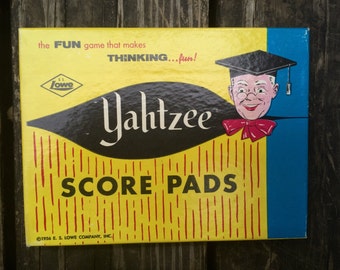 the FUN game that makes
THINKING...fun!
E.S.
Lowe
Yahtzee
SCORE PADS
©1956 E. S. LOWE COMPANY, INC.